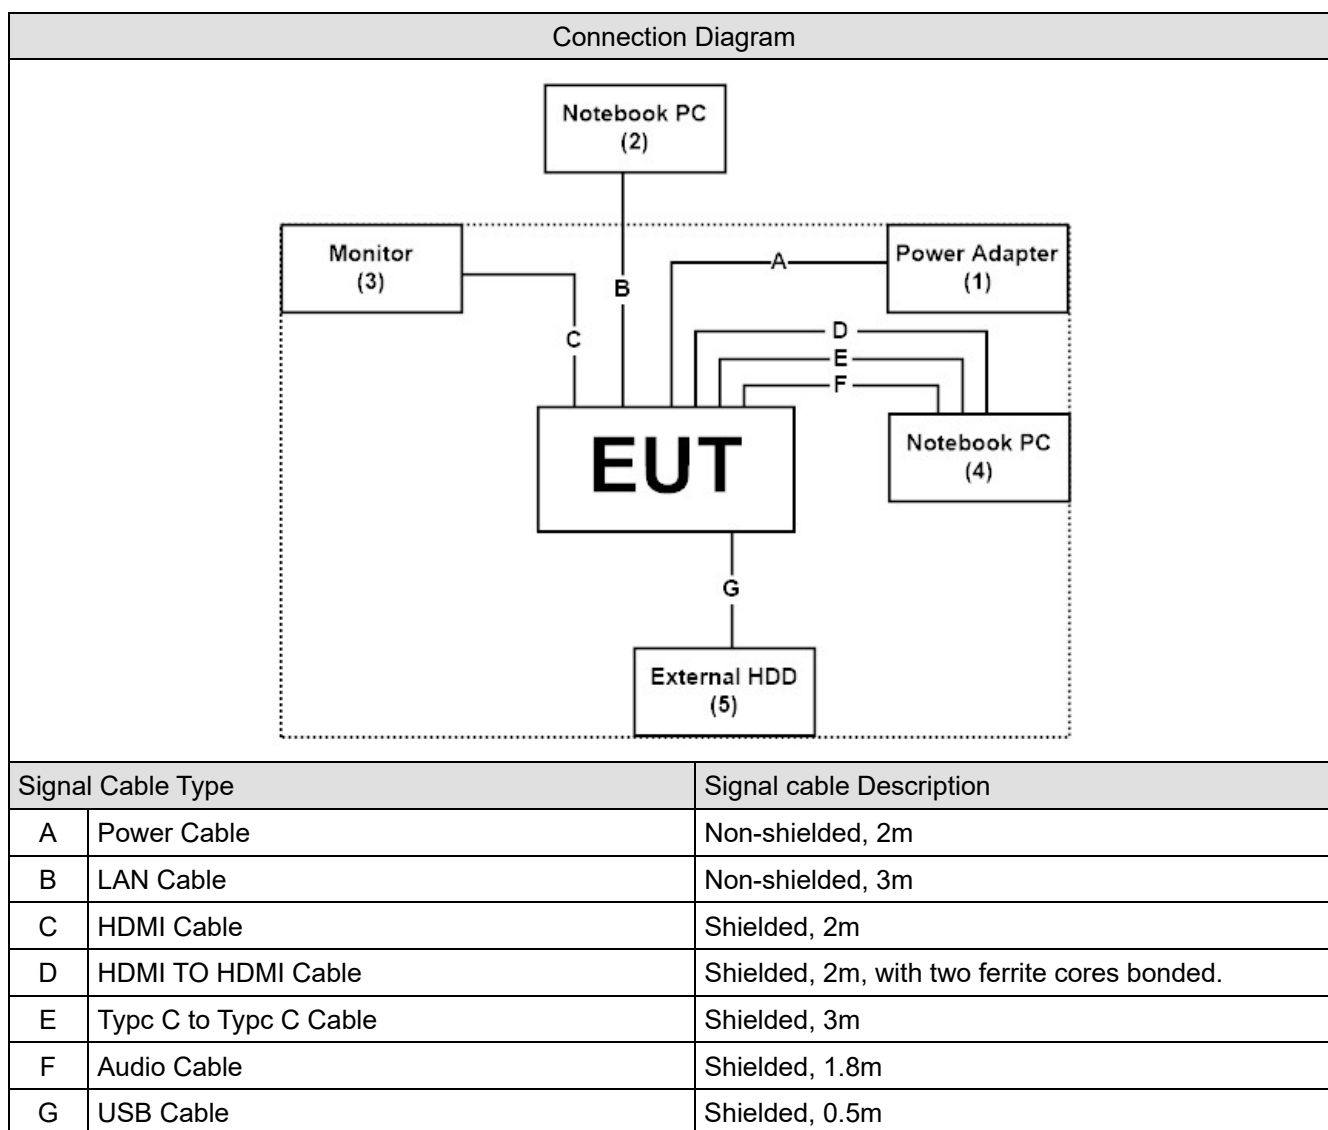 Connection Diagram
Notebook PC
(2)
Monitor
(3)
Power Adapter
(1)
A
B
C
D
E
F
EUT
Notebook PC
(4)
G
External HDD
(5)
Signal Cable Type Signal cable Description
A Power Cable Non-shielded, 2m
B LAN Cable Non-shielded, 3m
C HDMI Cable Shielded, 2m
D HDMI TO HDMI Cable Shielded, 2m, with two ferrite cores bonded.
E Typc C to Typc C Cable Shielded, 3m
F Audio Cable Shielded, 1.8m
G USB Cable Shielded, 0.5m